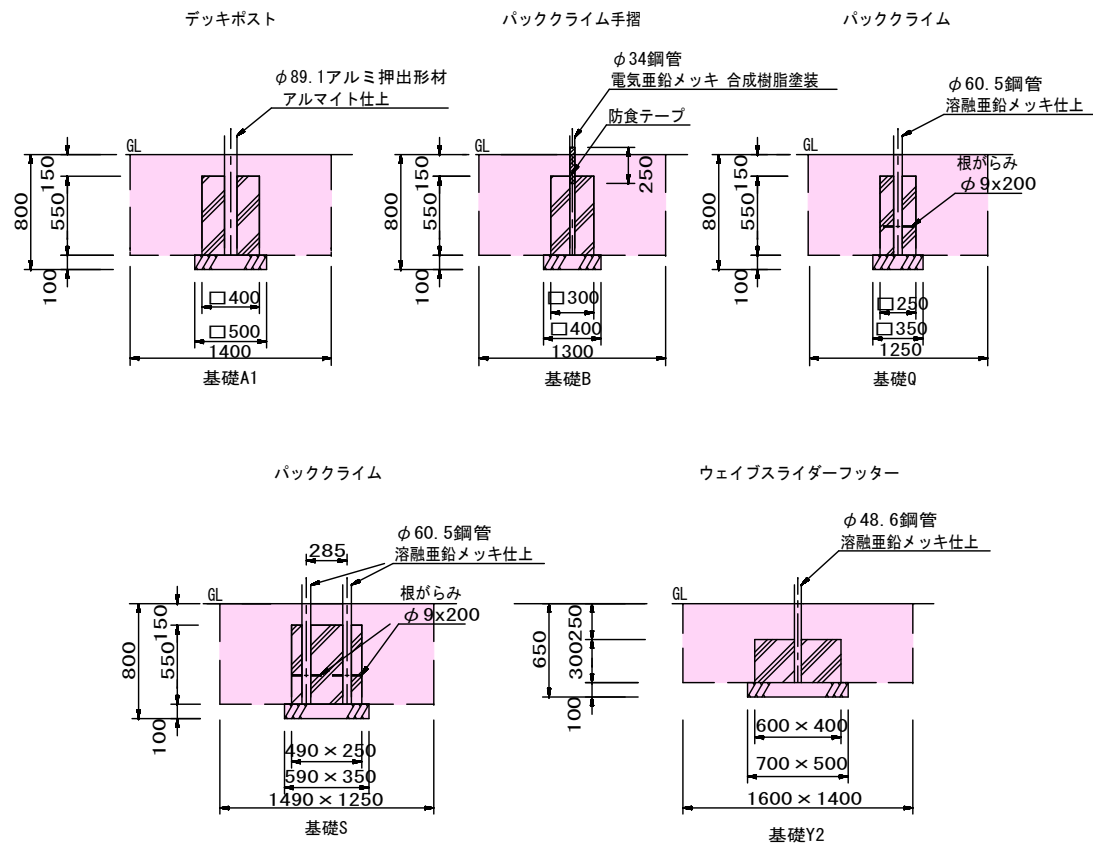 デッキポスト
φ89.1アルミ押出形材
アルマイト仕上
GL
800
150
550
100
□400
□500
1400
基礎A1
パッククライム手摺
φ34鋼管
電気亜鉛メッキ 合成樹脂塗装
防食テープ
GL
800
150
550
100
250
□300
□400
1300
基礎B
パッククライム
φ60.5鋼管
溶融亜鉛メッキ仕上
GL
根がらみ
φ9x200
800
150
550
100
□250
□350
1250
基礎Q
パッククライム
φ60.5鋼管
溶融亜鉛メッキ仕上
285
根がらみ
φ9x200
GL
800
150
550
100
490×250
590×350
1490×1250
基礎S
ウェイブスライダーフッター
φ48.6鋼管
溶融亜鉛メッキ仕上
GL
650
250
300
100
600×400
700×500
1600×1400
基礎Y2